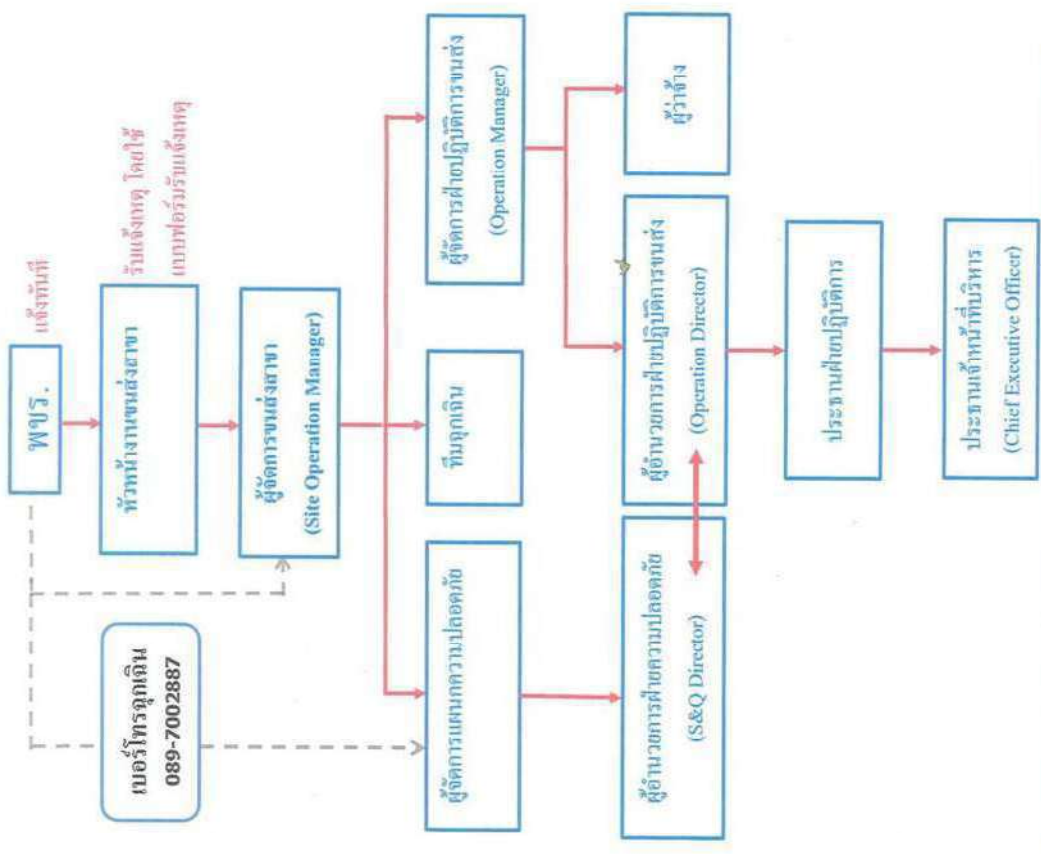 พขร.
แจ้งทันที
หัวหน้างานขนส่งสาขา
รับแจ้งเหตุ โดยใช้
แบบฟอร์มรับแจ้งเหตุ
เบอร์โทรฉุกเฉิน
089-7002887
ผู้จัดการขนส่งสาขา
(Site Operation Manager)
ผู้จัดการแผนกความปลอดภัย
ทีมฉุกเฉิน
ผู้จัดการฝ่ายปฏิบัติการขนส่ง
(Operation Manager)
ผู้อำนวยการฝ่ายความปลอดภัย
(S&Q Director)
ผู้อำนวยการฝ่ายปฏิบัติการขนส่ง
(Operation Director)
ผู้ว่าจ้าง
ประธานฝ่ายปฏิบัติการ
ประธานเจ้าหน้าที่บริหาร
(Chief Executive Officer)